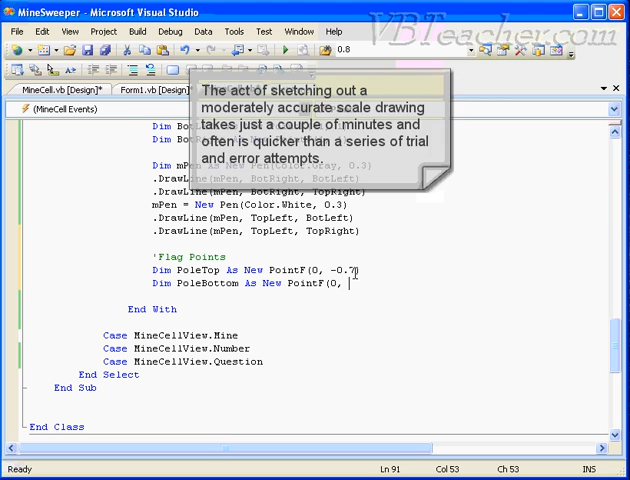 MineSweeper - Microsoft Visual Studio
VBTeacher.com
File Edit View Project Build Debug Data Tools Test Window Help
0.8
MineCell.vb [Design]* Form1.vb [Design]*
The act of sketching out a
moderately accurate scale drawing
takes just a couple of minutes and
often is quicker than a series of trial
and error attempts.
(MineCell Events)
Dim mPen As New Pen(Color.Gray, 0.3)
.DrawLine(mPen, BotRight, BotLeft)
.DrawLine(mPen, BotRight, TopRight)
mPen = New Pen(Color.White, 0.3)
.DrawLine(mPen, TopLeft, BotLeft)
.DrawLine(mPen, TopLeft, TopRight)
'Flag Points
Dim PoleTop As New PointF(0, -0.7)
Dim PoleBottom As New PointF(0,
End With
Case MineCellView.Mine
Case MineCellView.Number
Case MineCellView.Question
End Select
End Sub
End Class
Ready Ln 91 Col 53 Ch 53 INS